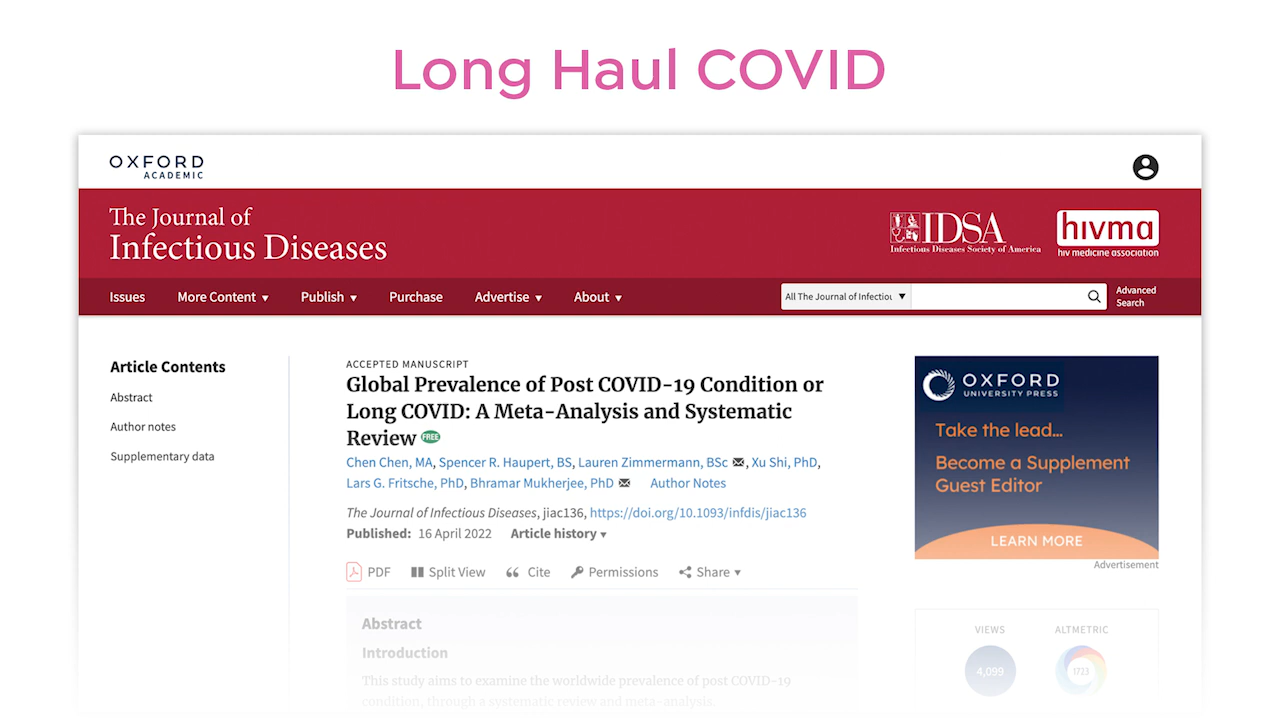 Long Haul COVID
OXFORD
ACADEMIC
The Journal of
Infectious Diseases
IDSA
Infectious Diseases Society of America
hivma
hiv medicine association
Issues
More Content ▼
Publish ▼
Purchase
Advertise ▼
About ▼
All The Journal of Infectiou ▼
Advanced
Search
Article Contents
Abstract
Author notes
Supplementary data
ACCEPTED MANUSCRIPT
Global Prevalence of Post COVID-19 Condition or
Long COVID: A Meta-Analysis and Systematic
Review FREE
Chen Chen, MA, Spencer R. Haupert, BS, Lauren Zimmermann, BSc ✉, Xu Shi, PhD,
Lars G. Fritsche, PhD, Bhramar Mukherjee, PhD ✉ Author Notes
The Journal of Infectious Diseases, jiac136, https://doi.org/10.1093/infdis/jiac136
Published: 16 April 2022 Article history ▾
PDF
Split View
Cite
Permissions
Share ▼
Abstract
Introduction
This study aims to examine the worldwide prevalence of post COVID-19
condition, through a systematic review and meta-analysis.
OXFORD
UNIVERSITY PRESS
Take the lead...
Become a Supplement
Guest Editor
LEARN MORE
Advertisement
VIEWS
ALTMETRIC
4,099
1723